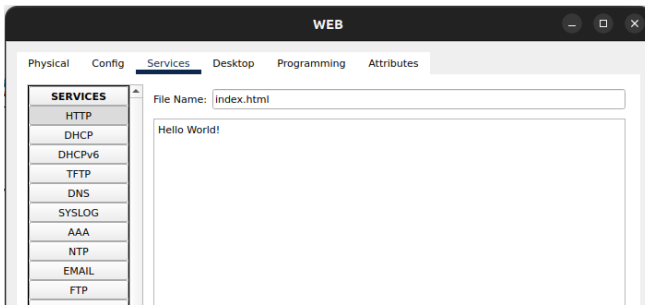 WEB
Physical Config Services Desktop Programming Attributes
SERVICES
HTTP
DHCP
DHCPv6
TFTP
DNS
SYSLOG
AAA
NTP
EMAIL
FTP
File Name: index.html
Hello World!